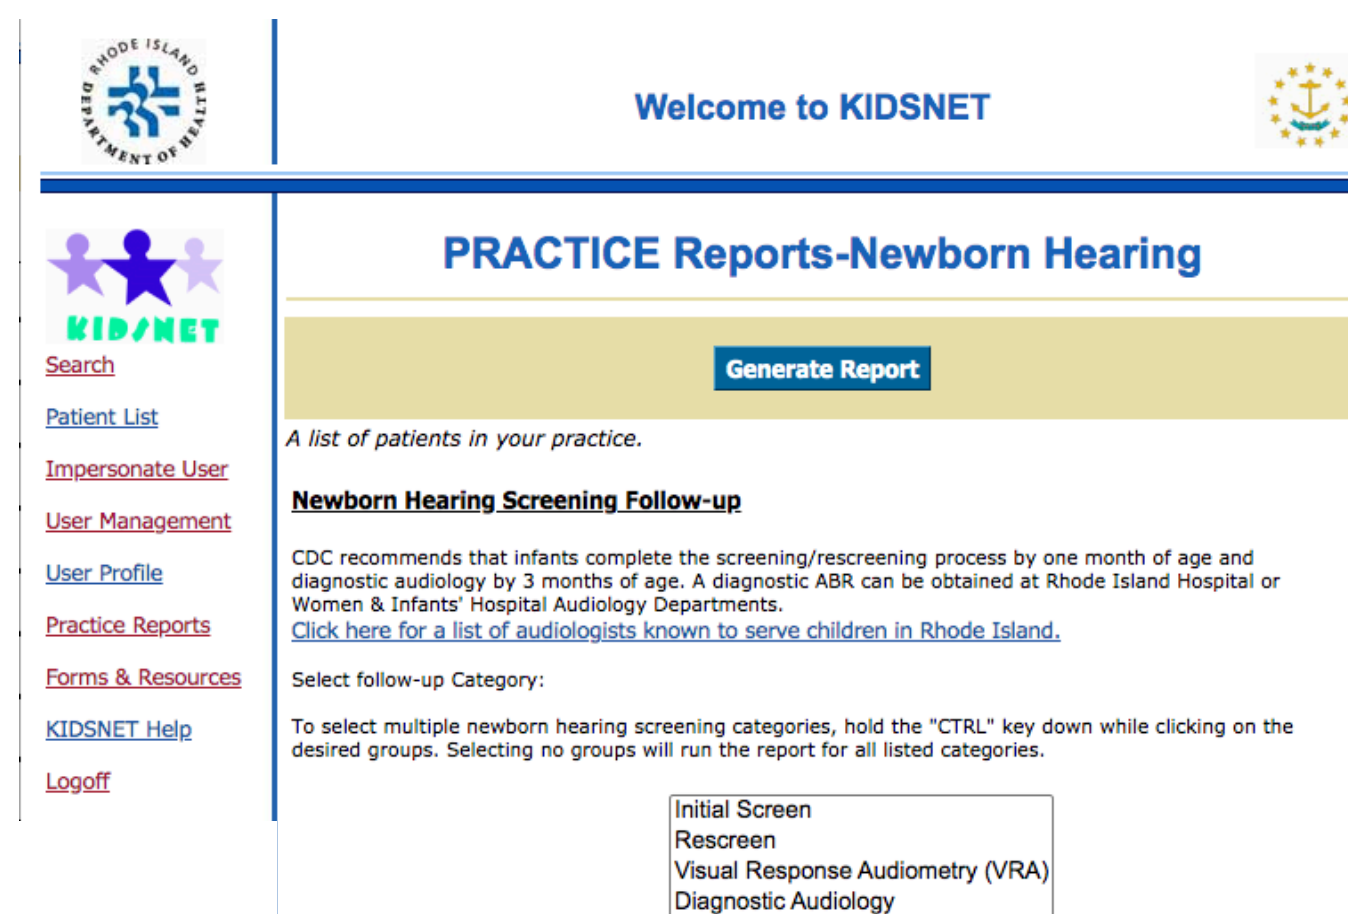 RHODE ISLAND
DEPARTMENT OF HEALTH
Welcome to KIDSNET
KIDSNET
Search
Patient List
Impersonate User
User Management
User Profile
Practice Reports
Forms & Resources
KIDSNET Help
Logoff
PRACTICE Reports-Newborn Hearing
Generate Report
A list of patients in your practice.
Newborn Hearing Screening Follow-up
CDC recommends that infants complete the screening/rescreening process by one month of age and
diagnostic audiology by 3 months of age. A diagnostic ABR can be obtained at Rhode Island Hospital or
Women & Infants' Hospital Audiology Departments.
Click here for a list of audiologists known to serve children in Rhode Island.
Select follow-up Category:
To select multiple newborn hearing screening categories, hold the "CTRL" key down while clicking on the
desired groups. Selecting no groups will run the report for all listed categories.
Initial Screen
Rescreen
Visual Response Audiometry (VRA)
Diagnostic Audiology